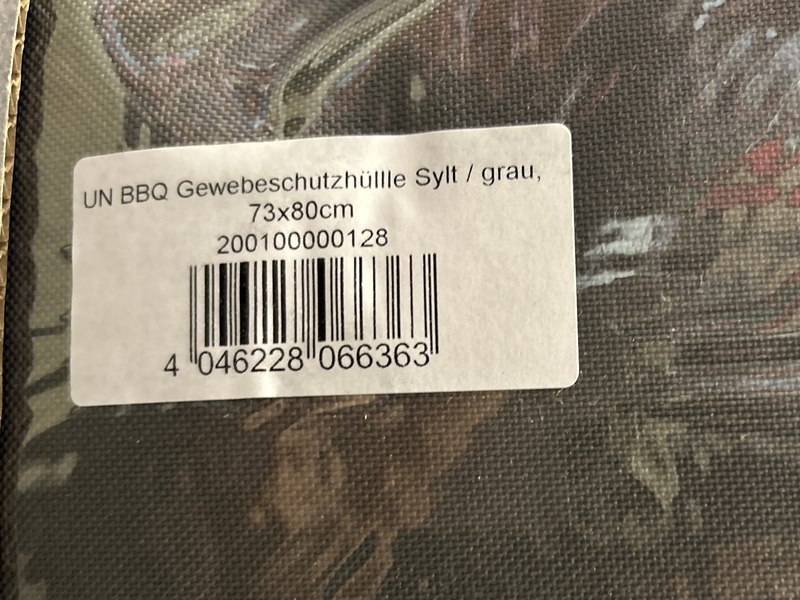 UN BBQ Gewebeschutzhüllle Sylt / grau,
73x80cm
200100000128
4 046228 066363